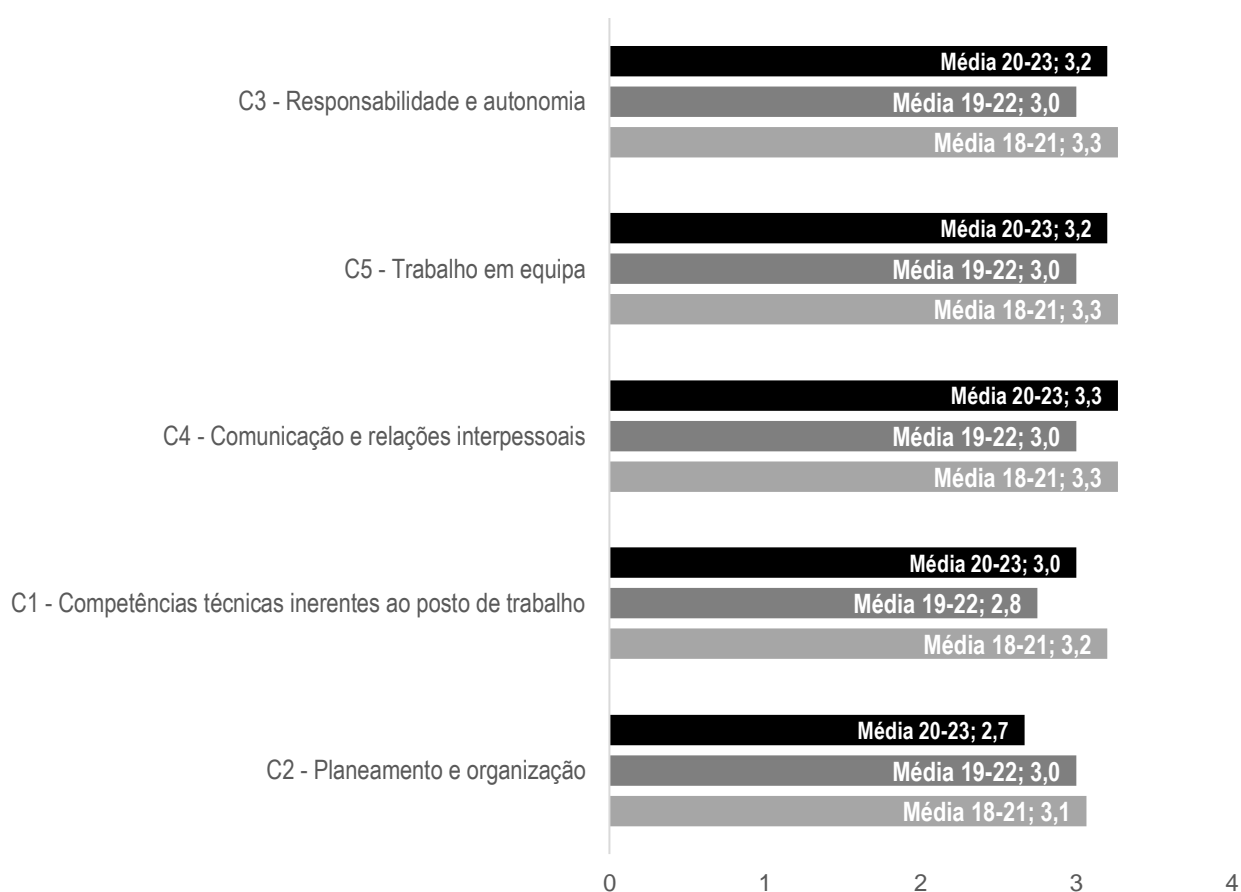 Média 20-23; 3,2
C3 - Responsabilidade e autonomia
Média 19-22; 3,0
Média 18-21; 3,3
Média 20-23; 3,2
C5 - Trabalho em equipa
Média 19-22; 3,0
Média 18-21; 3,3
Média 20-23; 3,3
C4 - Comunicação e relações interpessoais
Média 19-22; 3,0
Média 18-21; 3,3
Média 20-23; 3,0
C1 - Competências técnicas inerentes ao posto de trabalho
Média 19-22; 2,8
Média 18-21; 3,2
Média 20-23; 2,7
C2 - Planeamento e organização
Média 19-22; 3,0
Média 18-21; 3,1
0 1 2 3 4